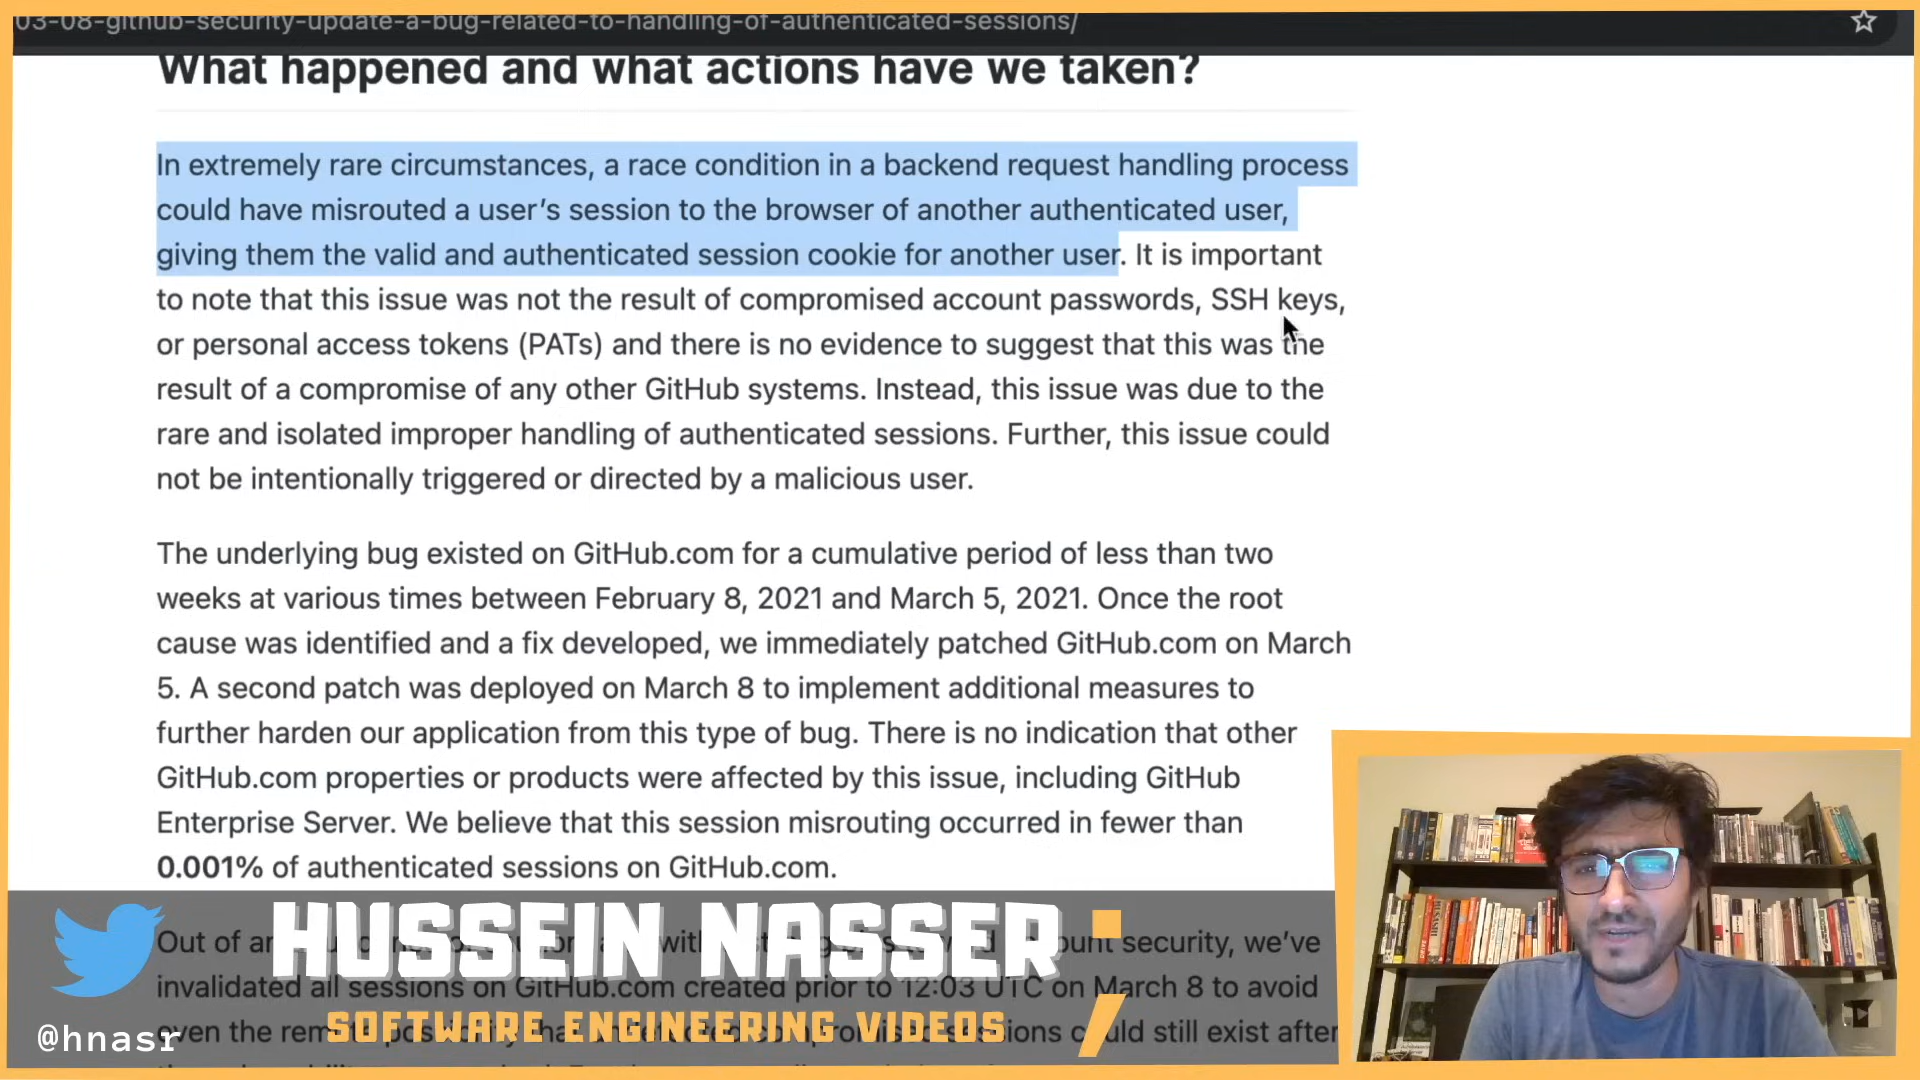 03-08-github-security-update-a-bug-related-to-handling-of-authenticated-sessions/
What happened and what actions have we taken?
In extremely rare circumstances, a race condition in a backend request handling process
could have misrouted a user’s session to the browser of another authenticated user,
giving them the valid and authenticated session cookie for another user. It is important
to note that this issue was not the result of compromised account passwords, SSH keys,
or personal access tokens (PATs) and there is no evidence to suggest that this was the
result of a compromise of any other GitHub systems. Instead, this issue was due to the
rare and isolated improper handling of authenticated sessions. Further, this issue could
not be intentionally triggered or directed by a malicious user.
The underlying bug existed on GitHub.com for a cumulative period of less than two
weeks at various times between February 8, 2021 and March 5, 2021. Once the root
cause was identified and a fix developed, we immediately patched GitHub.com on March
5. A second patch was deployed on March 8 to implement additional measures to
further harden our application from this type of bug. There is no indication that other
GitHub.com properties or products were affected by this issue, including GitHub
Enterprise Server. We believe that this session misrouting occurred in fewer than
0.001% of authenticated sessions on GitHub.com.
Out of security, we’ve
invalidated all sessions on GitHub.com created prior to 12:03 UTC on March 8 to avoid
even the sessions could still exist after
HUSSEIN NASSER ;
SOFTWARE ENGINEERING VIDEOS
@hnasr